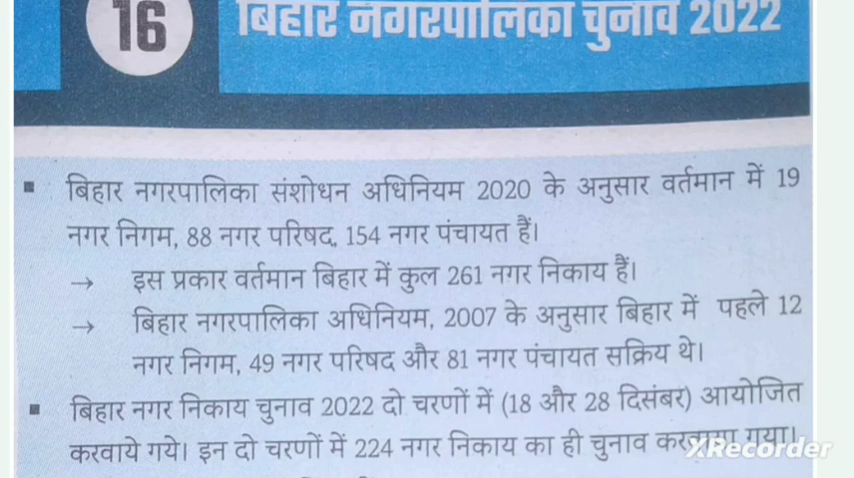 16
बिहार नगरपालिका चुनाव 2022
▪ बिहार नगरपालिका संशोधन अधिनियम 2020 के अनुसार वर्तमान में 19
नगर निगम, 88 नगर परिषद, 154 नगर पंचायत हैं।
→ इस प्रकार वर्तमान बिहार में कुल 261 नगर निकाय हैं।
→ बिहार नगरपालिका अधिनियम, 2007 के अनुसार बिहार में पहले 12
नगर निगम, 49 नगर परिषद और 81 नगर पंचायत सक्रिय थे।
▪ बिहार नगर निकाय चुनाव 2022 दो चरणों में (18 और 28 दिसंबर) आयोजित
करवाये गये। इन दो चरणों में 224 नगर निकाय का ही चुनाव करवाया गया।
XRecorder